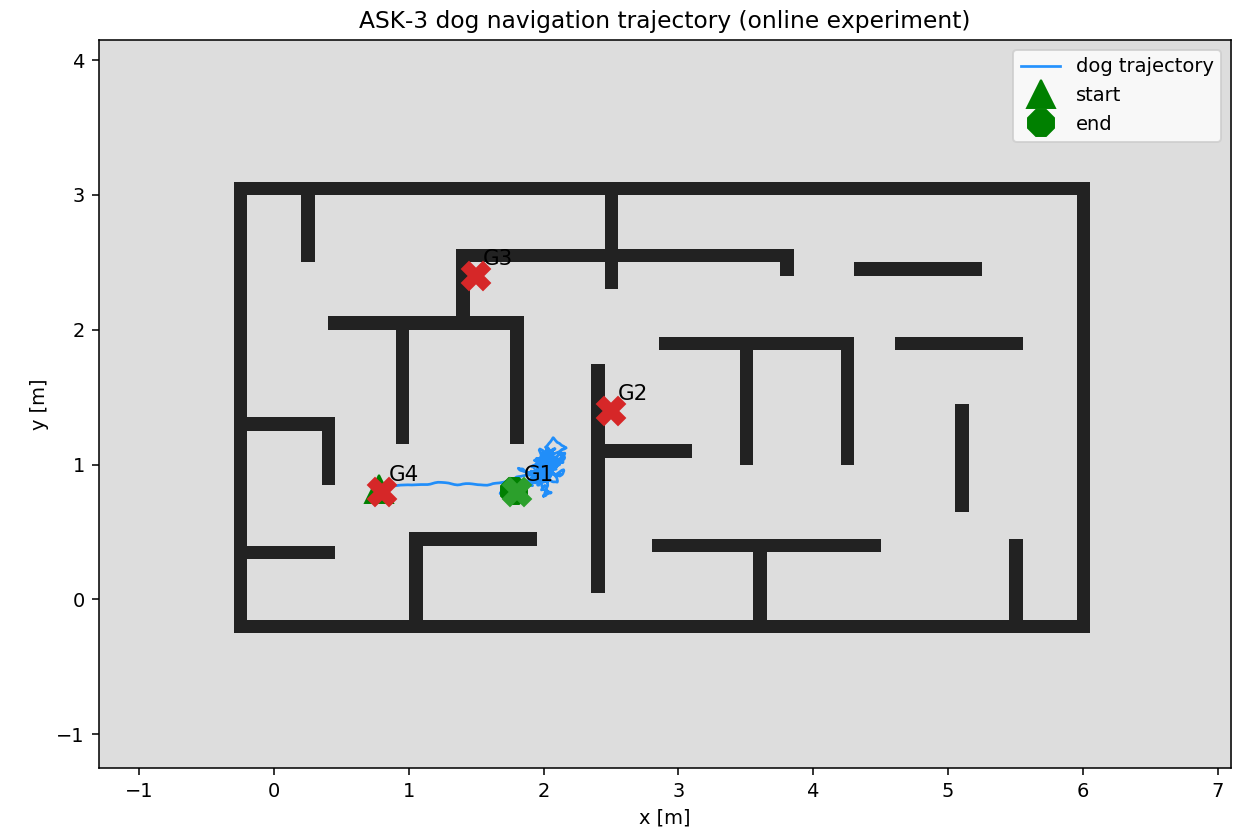 ASK-3 dog navigation trajectory (online experiment)
dog trajectory
start
end
4
3
2
1
0
−1
y [m]
G3
G2
G4
G1
−1
0
1
2
3
4
5
6
7
x [m]